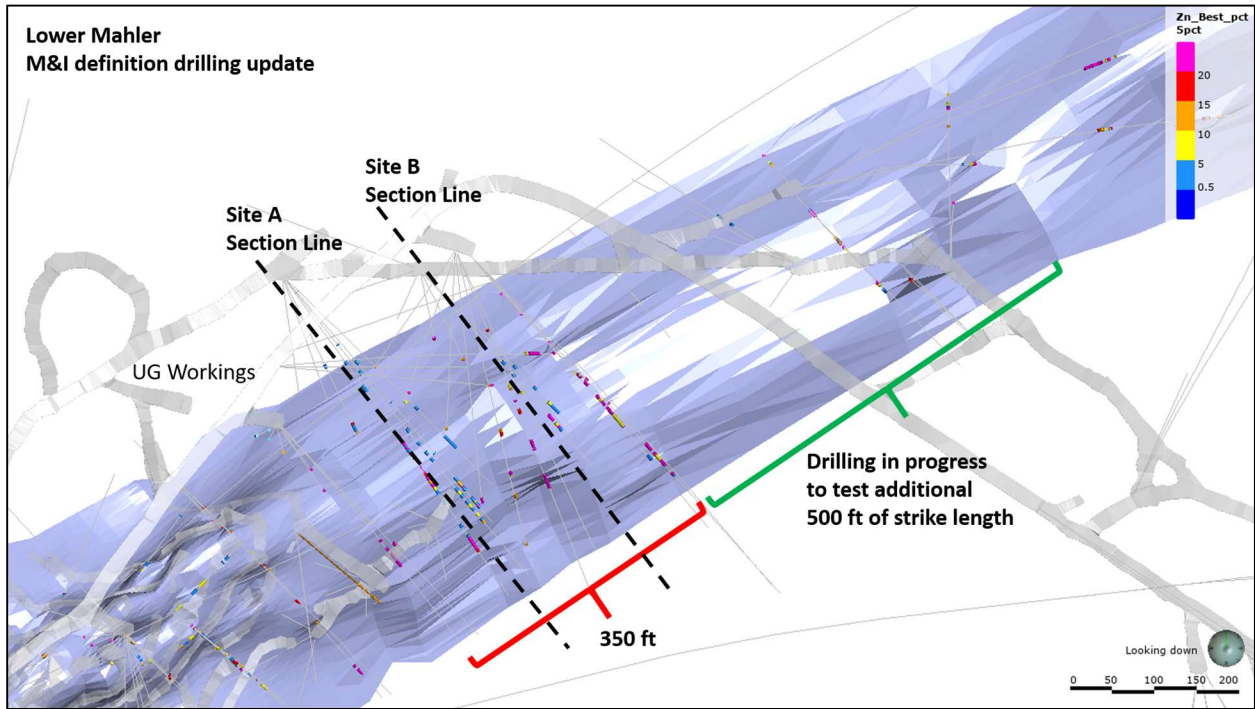 Lower Mahler
M&I definition drilling update
Zn_Best_pct
5pct
20
15
10
5
0.5
Site B
Section Line
Site A
Section Line
UG Workings
Drilling in progress
to test additional
500 ft of strike length
350 ft
Looking down
0 50 100 150 200